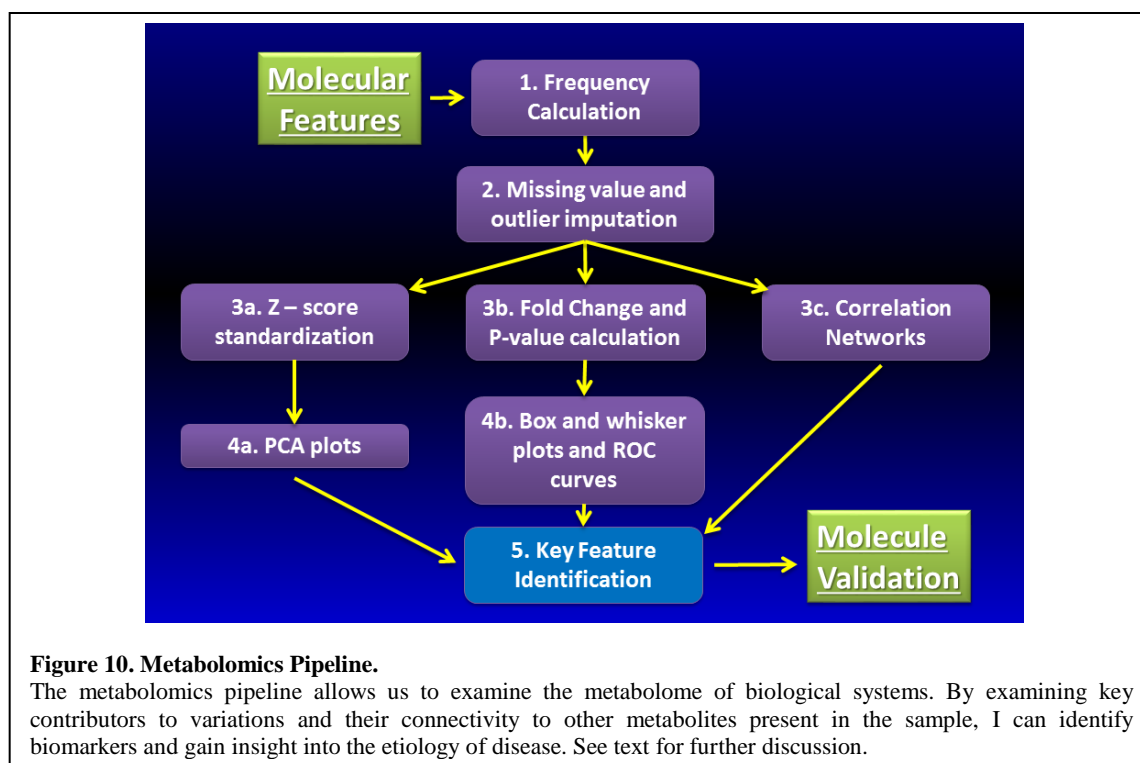 Molecular
Features
1. Frequency
Calculation
2. Missing value and
outlier imputation
3a. Z – score
standardization
3b. Fold Change and
P-value calculation
3c. Correlation
Networks
4a. PCA plots
4b. Box and whisker
plots and ROC
curves
5. Key Feature
Identification
Molecule
Validation
Figure 10. Metabolomics Pipeline.
The metabolomics pipeline allows us to examine the metabolome of biological systems. By examining key
contributors to variations and their connectivity to other metabolites present in the sample, I can identify
biomarkers and gain insight into the etiology of disease. See text for further discussion.